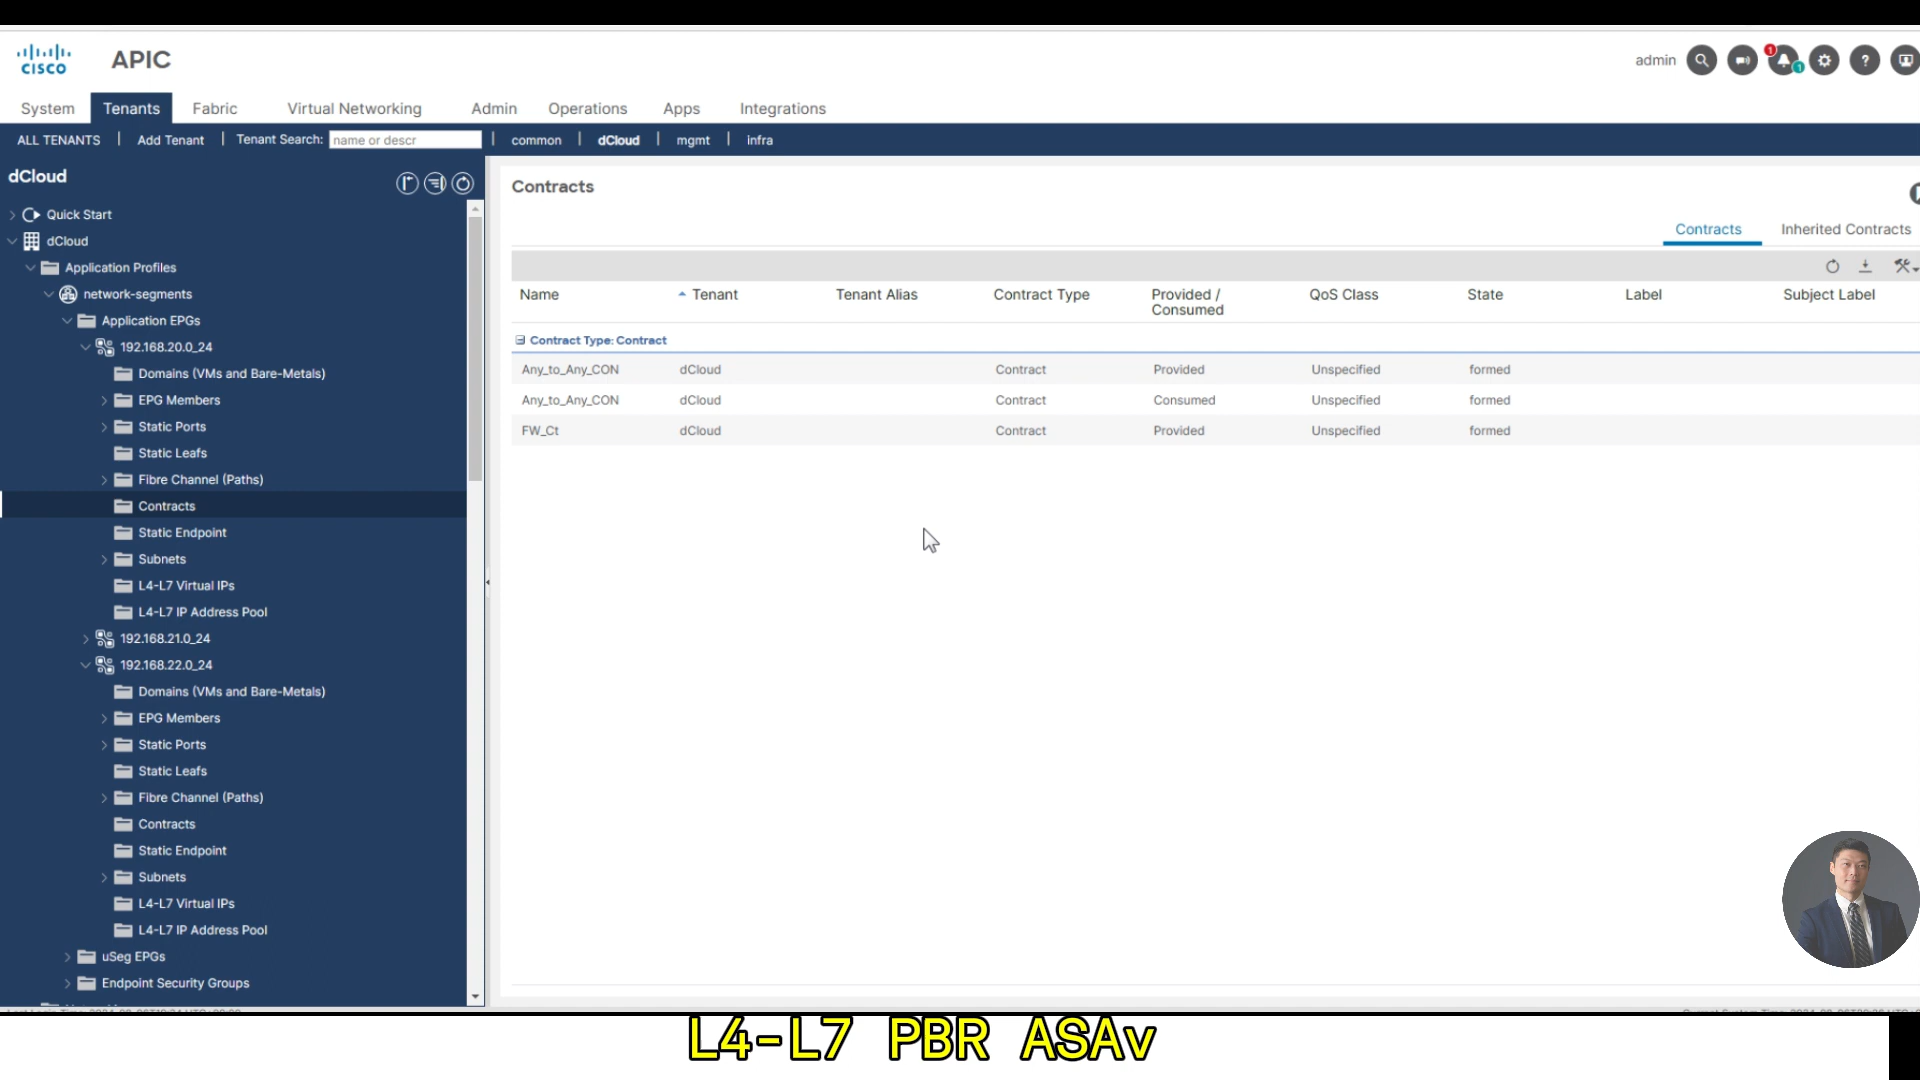 cisco
APIC
admin
1
1
?
System Tenants Fabric Virtual Networking Admin Operations Apps Integrations
ALL TENANTS | Add Tenant | Tenant Search: name or descr | common | dCloud | mgmt | infra
dCloud
Quick Start
dCloud
Application Profiles
network-segments
Application EPGs
192.168.20.0_24
Domains (VMs and Bare-Metals)
EPG Members
Static Ports
Static Leafs
Fibre Channel (Paths)
Contracts
Static Endpoint
Subnets
L4-L7 Virtual IPs
L4-L7 IP Address Pool
192.168.21.0_24
192.168.22.0_24
Domains (VMs and Bare-Metals)
EPG Members
Static Ports
Static Leafs
Fibre Channel (Paths)
Contracts
Static Endpoint
Subnets
L4-L7 Virtual IPs
L4-L7 IP Address Pool
uSeg EPGs
Endpoint Security Groups
Contracts
Contracts Inherited Contracts
Name Tenant Tenant Alias Contract Type Provided / Consumed QoS Class State Label Subject Label
Contract Type: Contract
Any_to_Any_CON dCloud Contract Provided Unspecified formed
Any_to_Any_CON dCloud Contract Consumed Unspecified formed
FW_Ct dCloud Contract Provided Unspecified formed
L4-L7 PBR ASAv